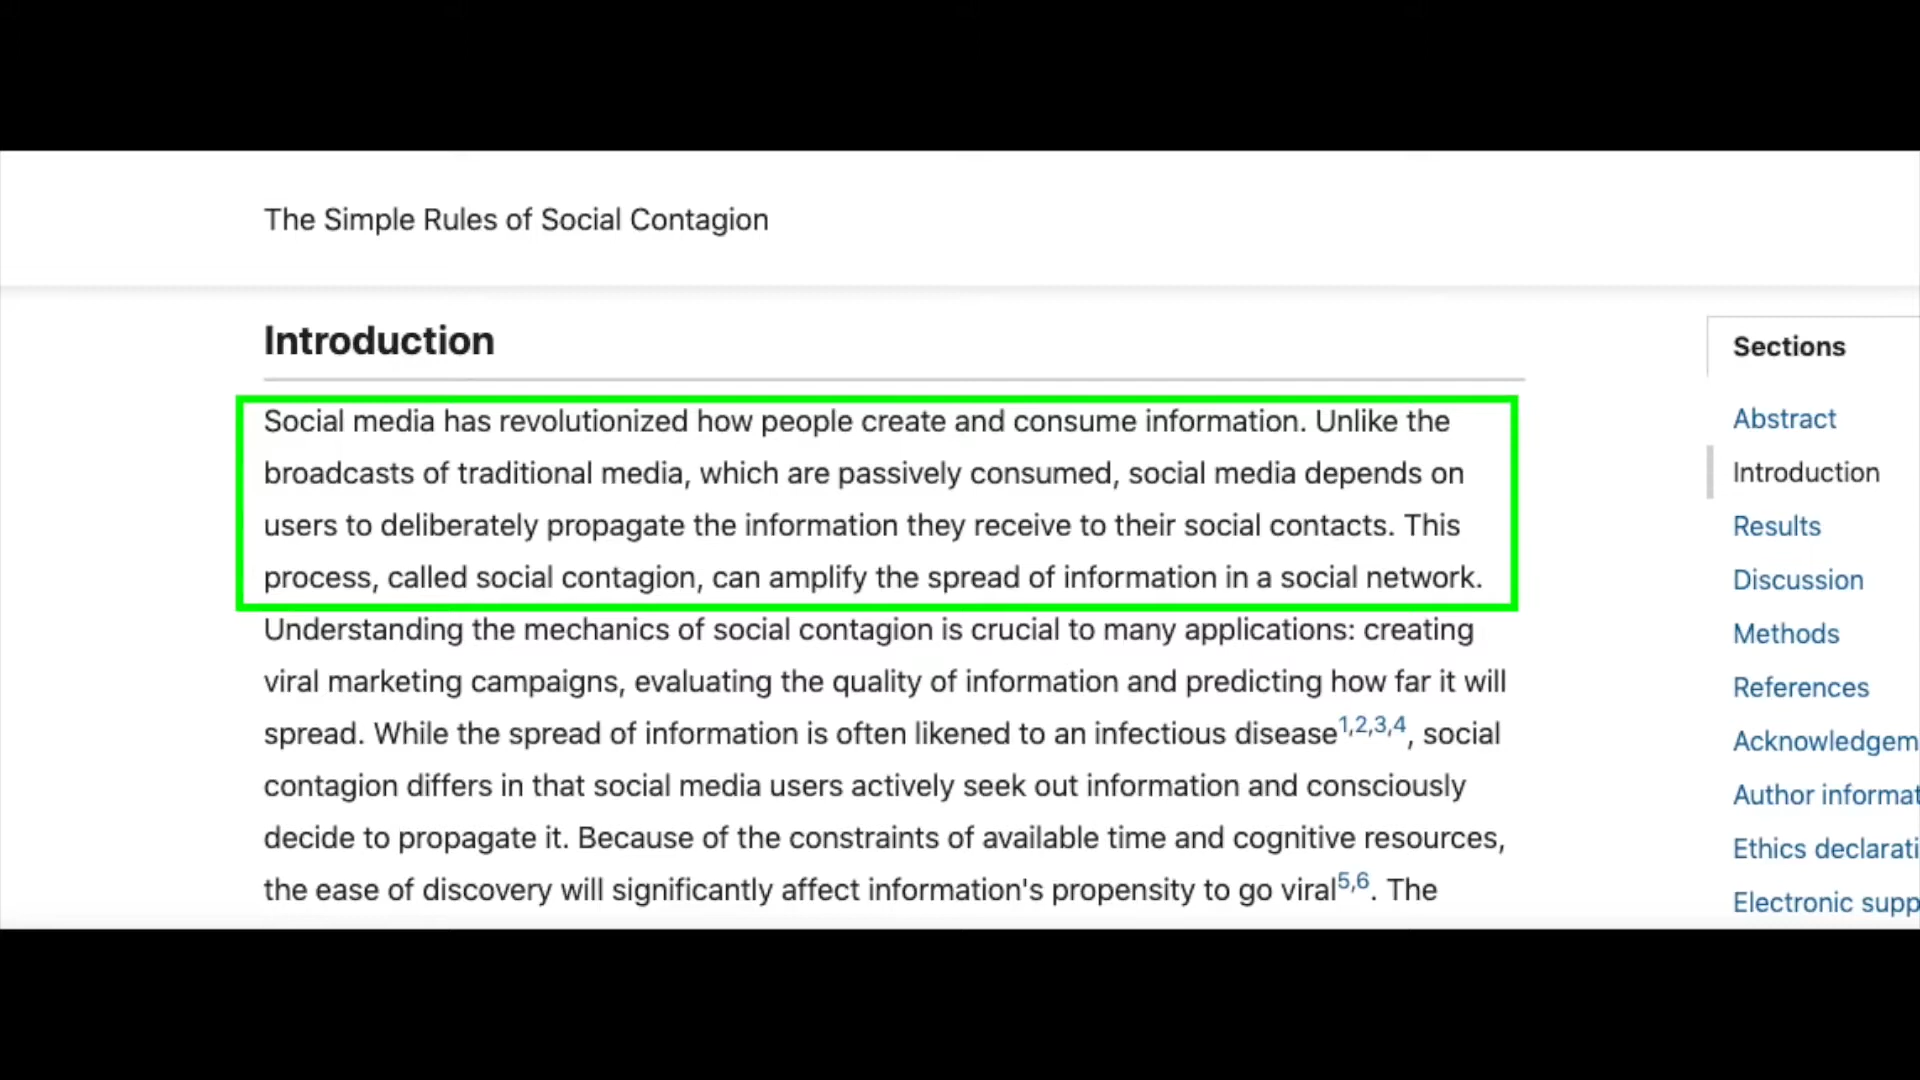 The Simple Rules of Social Contagion
Introduction
Social media has revolutionized how people create and consume information. Unlike the
broadcasts of traditional media, which are passively consumed, social media depends on
users to deliberately propagate the information they receive to their social contacts. This
process, called social contagion, can amplify the spread of information in a social network.
Understanding the mechanics of social contagion is crucial to many applications: creating
viral marketing campaigns, evaluating the quality of information and predicting how far it will
spread. While the spread of information is often likened to an infectious disease1,2,3,4, social
contagion differs in that social media users actively seek out information and consciously
decide to propagate it. Because of the constraints of available time and cognitive resources,
the ease of discovery will significantly affect information's propensity to go viral5,6. The
Sections
Abstract
Introduction
Results
Discussion
Methods
References
Acknowledgem
Author informat
Ethics declarati
Electronic supp